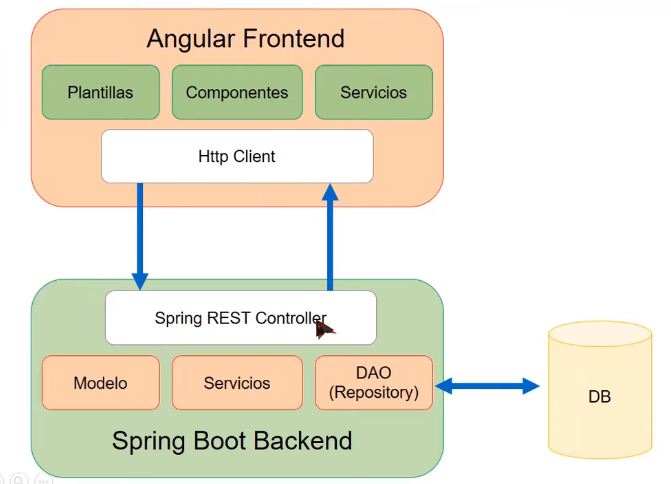 Angular Frontend
Plantillas
Componentes
Servicios
Http Client
Spring REST Controller
Modelo
Servicios
DAO
(Repository)
Spring Boot Backend
DB